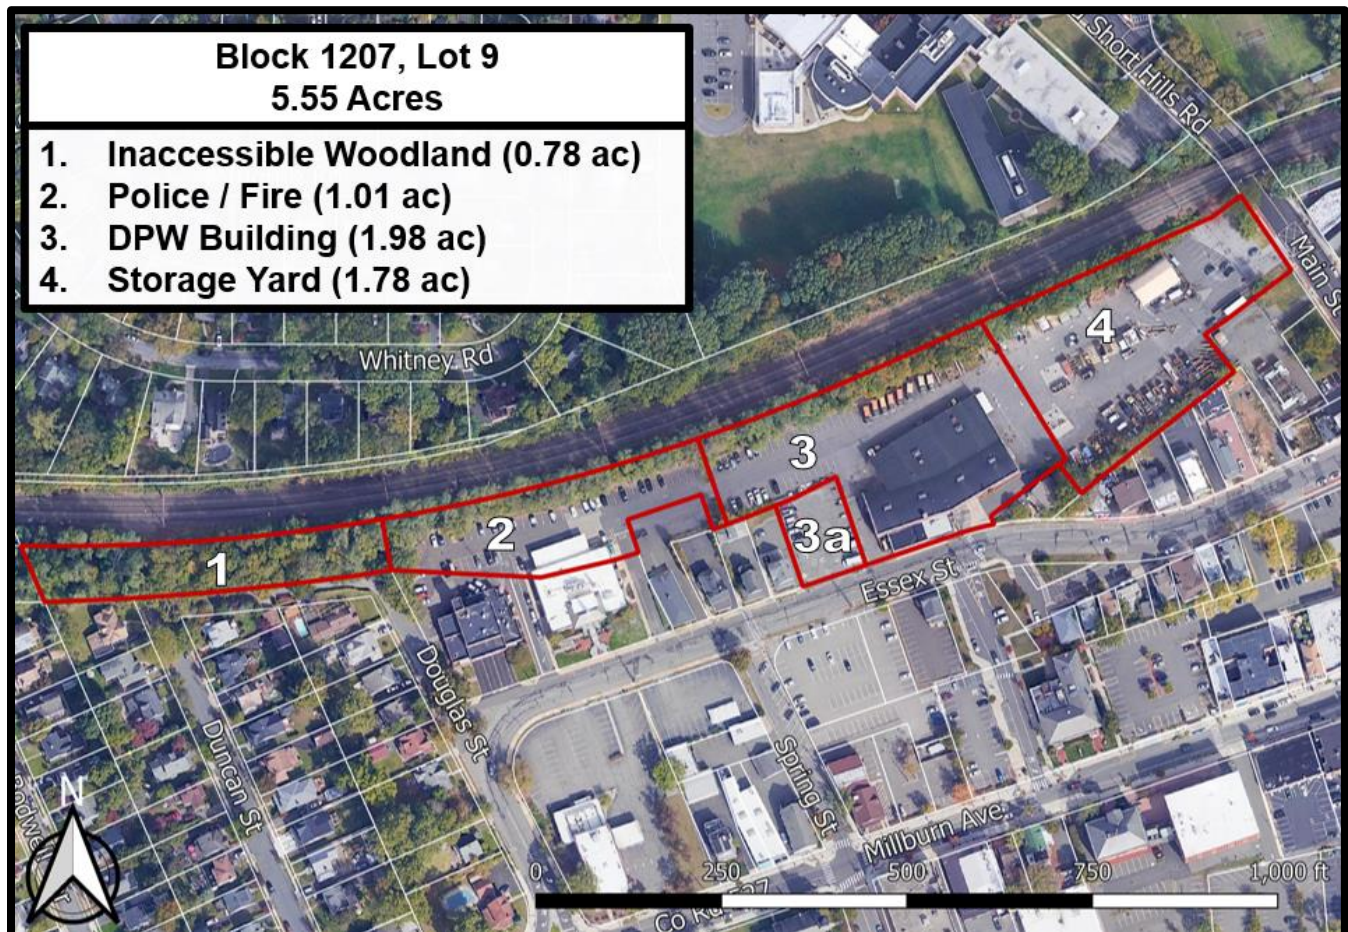 Block 1207, Lot 9
5.55 Acres
1. Inaccessible Woodland (0.78 ac)
2. Police / Fire (1.01 ac)
3. DPW Building (1.98 ac)
4. Storage Yard (1.78 ac)
Short Hills Rd
Main St
Whitney Rd
4
3
2
3a
1
Essex St
Douglas St
Duncan St
Spring St
Millburn Ave
N
0 250 500 750 1,000 ft
Co Rd 527